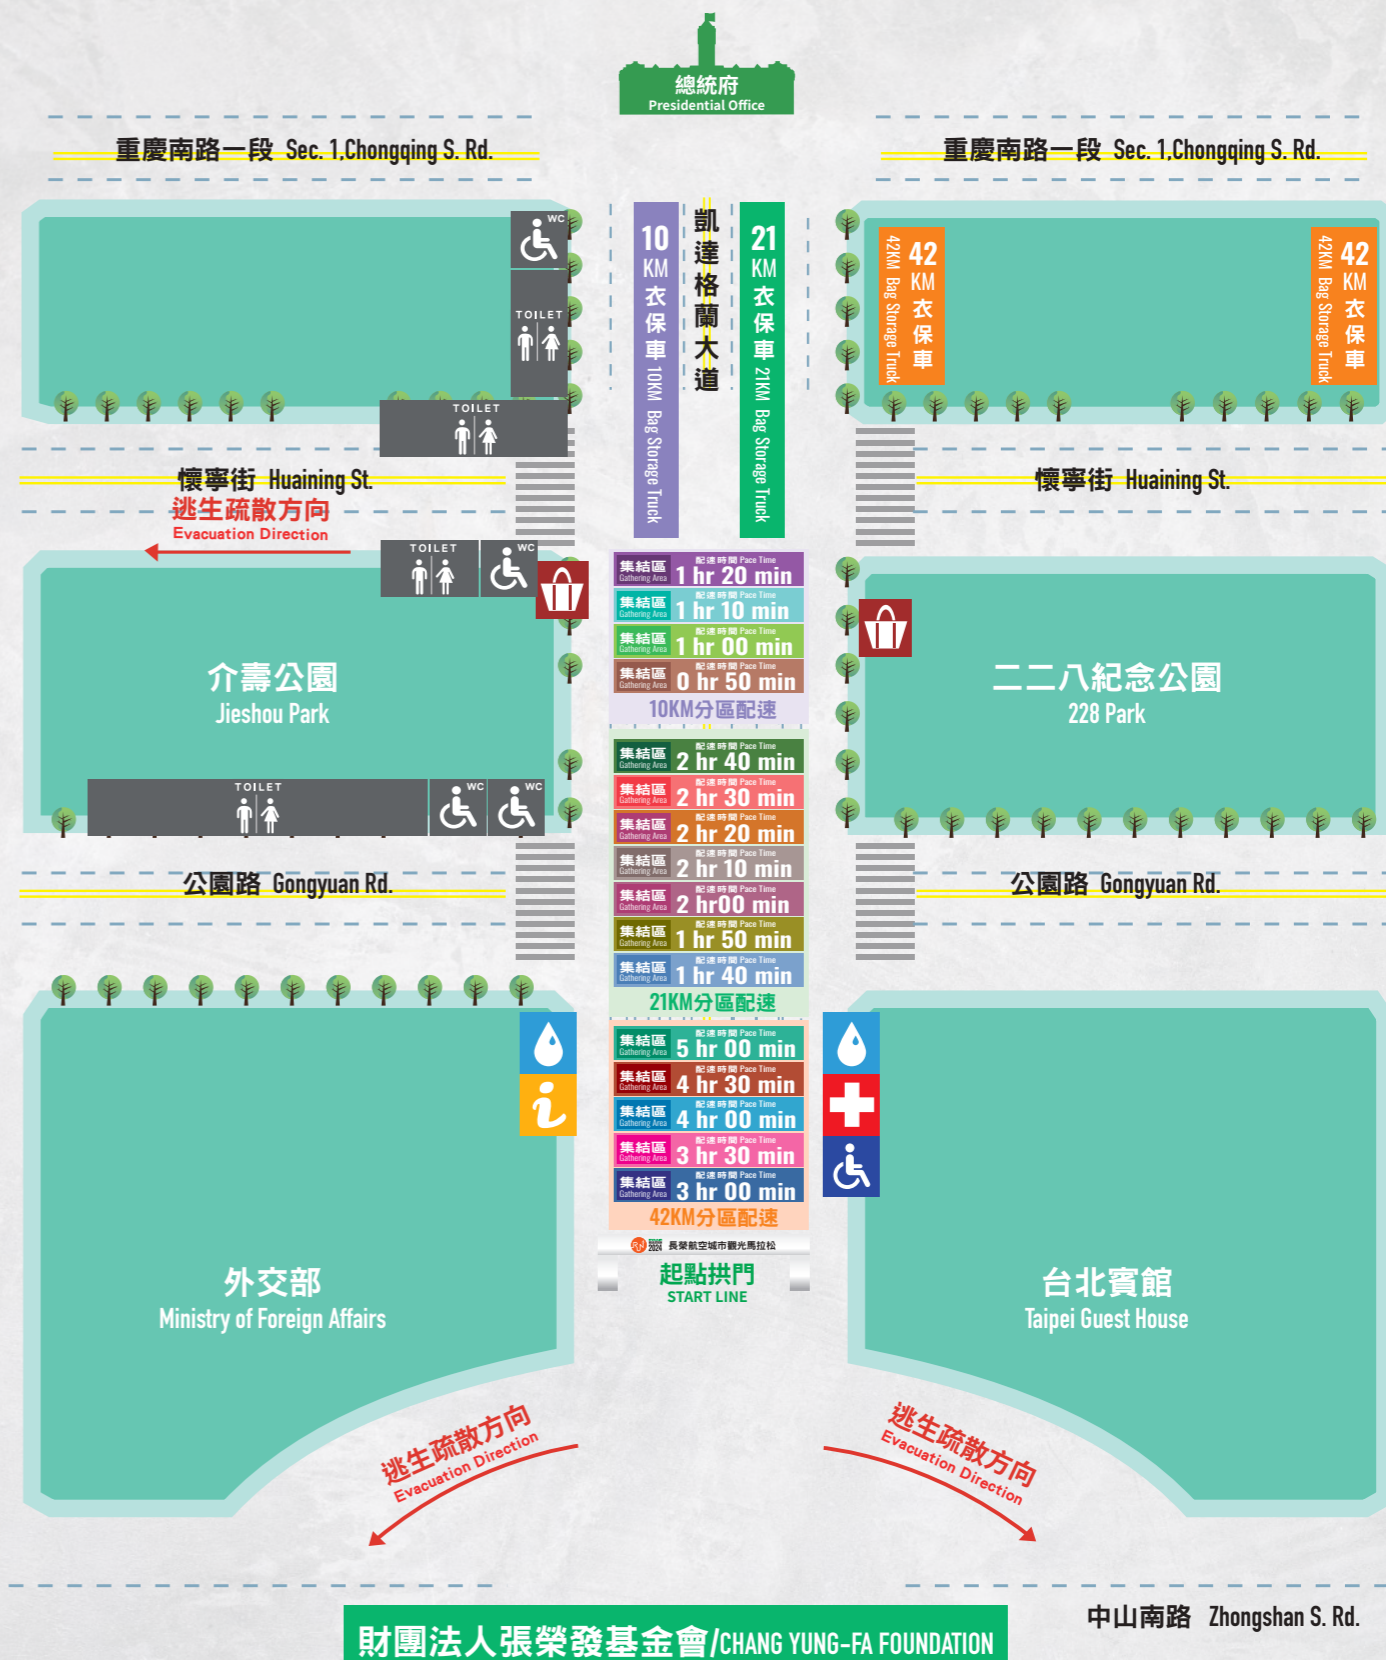 總統府
Presidential Office
重慶南路一段 Sec. 1,Chongqing S. Rd.
重慶南路一段 Sec. 1,Chongqing S. Rd.
WC
TOILET
TOILET
10
KM
衣保車
10KM Bag Storage Truck
凱達格蘭大道
21
KM
衣保車
21KM Bag Storage Truck
42
KM
衣保車
42KM Bag Storage Truck
42
KM
衣保車
42KM Bag Storage Truck
懷寧街 Huaining St.
懷寧街 Huaining St.
逃生疏散方向
Evacuation Direction
TOILET
WC
介壽公園
Jieshou Park
TOILET
WC
WC
二二八紀念公園
228 Park
集結區 配速時間 Pace Time
Gathering Area 1 hr 20 min
集結區 配速時間 Pace Time
Gathering Area 1 hr 10 min
集結區 配速時間 Pace Time
Gathering Area 1 hr 00 min
集結區 配速時間 Pace Time
Gathering Area 0 hr 50 min
10KM分區配速
集結區 配速時間 Pace Time
Gathering Area 2 hr 40 min
集結區 配速時間 Pace Time
Gathering Area 2 hr 30 min
集結區 配速時間 Pace Time
Gathering Area 2 hr 20 min
集結區 配速時間 Pace Time
Gathering Area 2 hr 10 min
集結區 配速時間 Pace Time
Gathering Area 2 hr00 min
集結區 配速時間 Pace Time
Gathering Area 1 hr 50 min
集結區 配速時間 Pace Time
Gathering Area 1 hr 40 min
21KM分區配速
公園路 Gongyuan Rd.
公園路 Gongyuan Rd.
集結區 配速時間 Pace Time
Gathering Area 5 hr 00 min
集結區 配速時間 Pace Time
Gathering Area 4 hr 30 min
集結區 配速時間 Pace Time
Gathering Area 4 hr 00 min
集結區 配速時間 Pace Time
Gathering Area 3 hr 30 min
集結區 配速時間 Pace Time
Gathering Area 3 hr 00 min
42KM分區配速
2024 長榮航空城市觀光馬拉松
起點拱門
START LINE
外交部
Ministry of Foreign Affairs
台北賓館
Taipei Guest House
逃生疏散方向
Evacuation Direction
逃生疏散方向
Evacuation Direction
中山南路 Zhongshan S. Rd.
財團法人張榮發基金會/CHANG YUNG-FA FOUNDATION